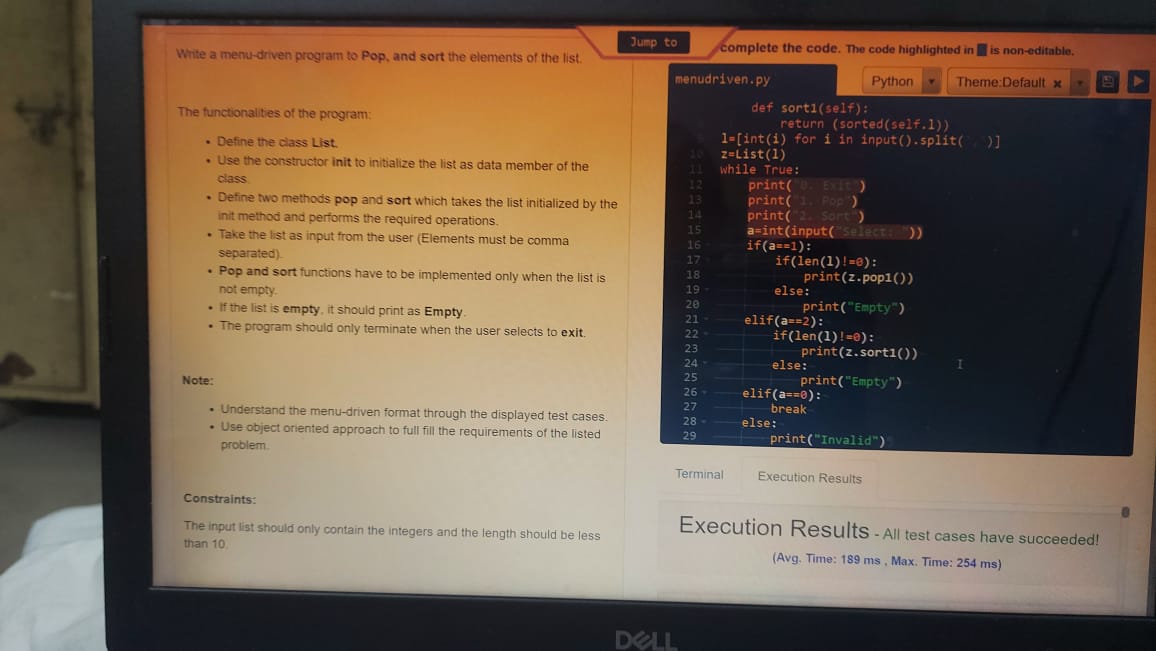 Write a menu-driven program to Pop, and sort the elements of the list.
The functionalities of the program:
• Define the class List.
• Use the constructor init to initialize the list as data member of the
class.
• Define two methods pop and sort which takes the list initialized by the
init method and performs the required operations.
• Take the list as input from the user (Elements must be comma
separated).
• Pop and sort functions have to be implemented only when the list is
not empty.
• If the list is empty, it should print as Empty.
• The program should only terminate when the user selects to exit.
Note:
• Understand the menu-driven format through the displayed test cases.
• Use object oriented approach to full fill the requirements of the listed
problem.
Constraints:
The input list should only contain the integers and the length should be less
than 10.
Jump to
complete the code. The code highlighted in is non-editable.
menudriven.py
Python
Theme:Default x
def sort1(self):
return (sorted(self.l))
l=[int(i) for i in input().split(',')]
10 z=List(l)
11 while True:
12 print("0. Exit")
13 print("1. Pop")
14 print("2. Sort")
15 a=int(input("Select: "))
16 if(a==1):
17 if(len(l)!=0):
18 print(z.pop1())
19 else:
20 print("Empty")
21 elif(a==2):
22 if(len(l)!=0):
23 print(z.sort1())
24 else:
25 print("Empty")
26 elif(a==0):
27 break
28 else:
29 print("Invalid")
Terminal
Execution Results
Execution Results - All test cases have succeeded!
(Avg. Time: 189 ms , Max. Time: 254 ms)
DELL